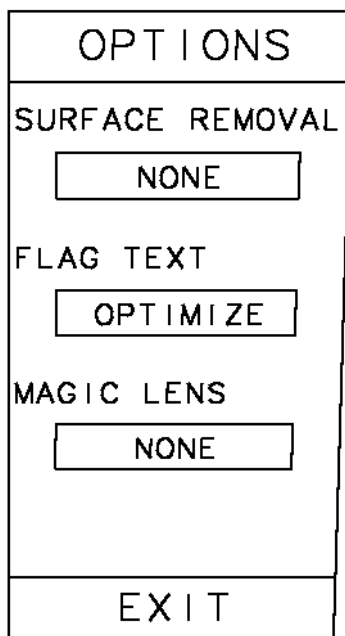 OPTIONS
SURFACE REMOVAL
NONE
FLAG TEXT
OPTIMIZE
MAGIC LENS
NONE
EXIT